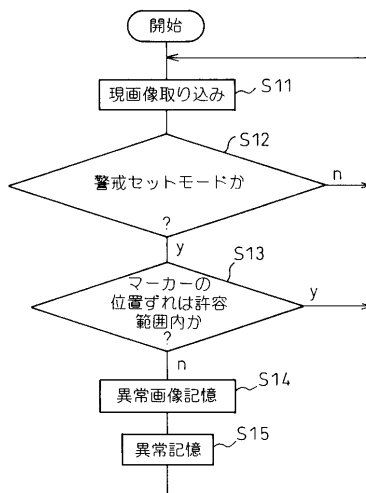 開始
現画像取り込み
S11
S12
警戒セットモードか
?
n
y
S13
マーカーの
位置ずれは許容
範囲内か
?
y
n
S14
異常画像記憶
S15
異常記憶